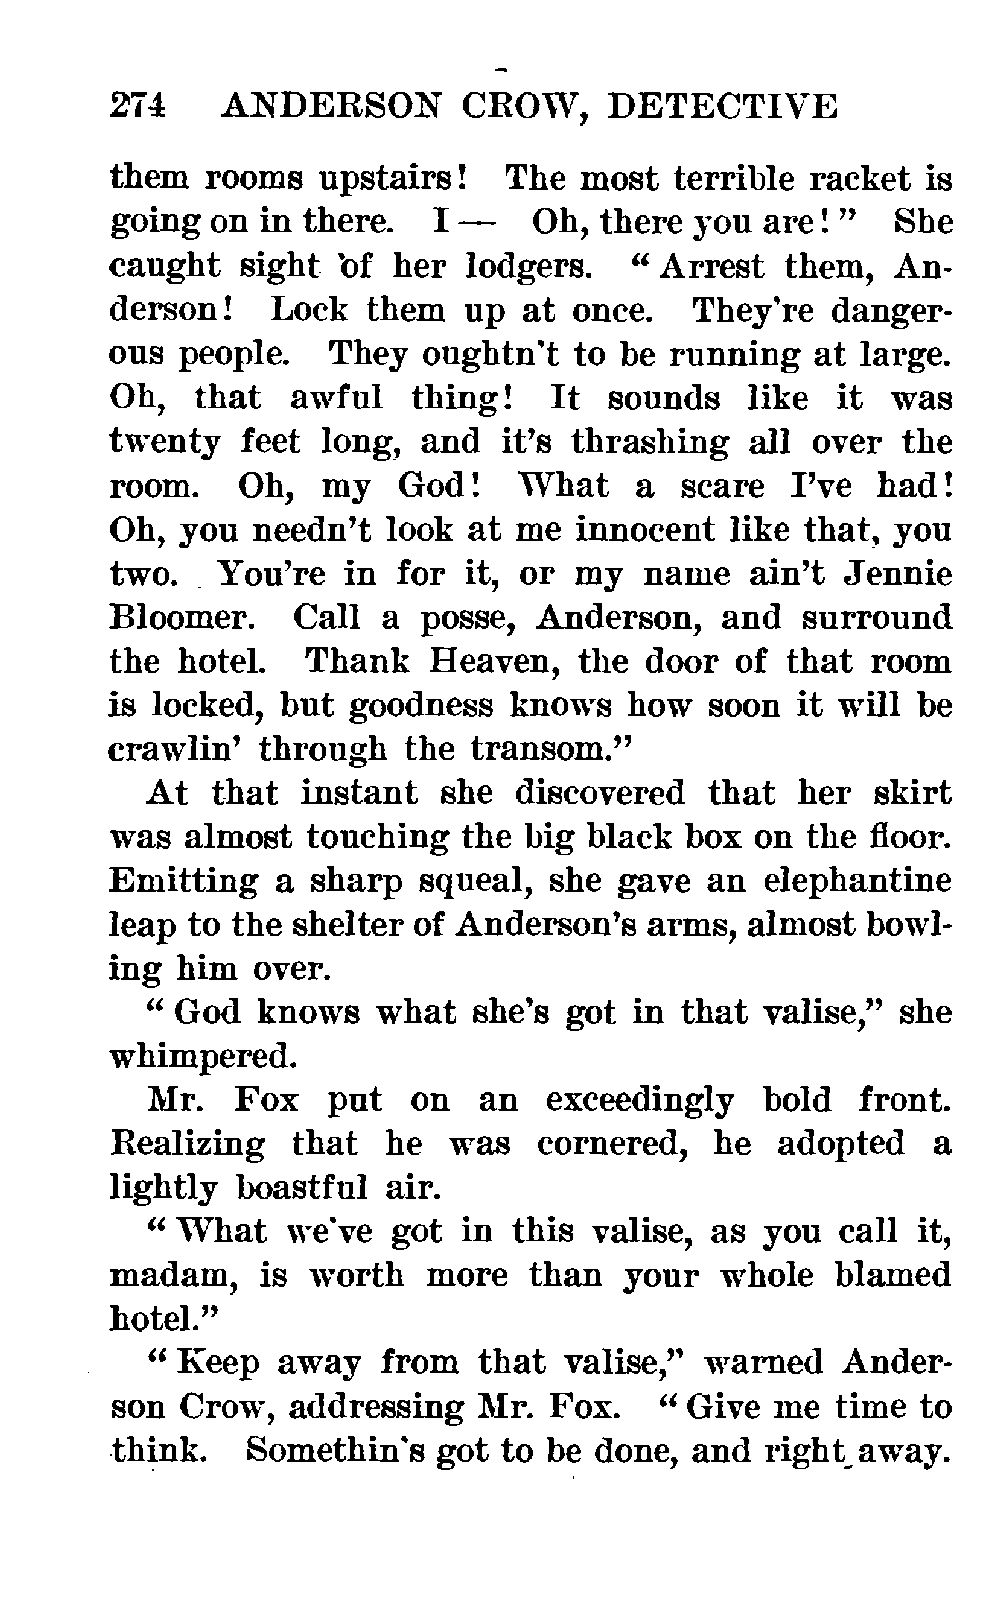 274 ANDERSON CROW, DETECTIVE
them rooms upstairs! The most terrible racket is
going on in there. I — Oh, there you are! " She
caught sight of her lodgers. " Arrest them, An-
derson! Lock them up at once. They're danger-
ous people. They oughtn't to be running at large.
Oh, that awful thing! It sounds like it was
twenty feet long, and it's thrashing all over the
room. Oh, my God! What a scare I've had!
Oh, you needn't look at me innocent like that, you
two. You're in for it, or my name ain't Jennie
Bloomer. Call a posse, Anderson, and surround
the hotel. Thank Heaven, the door of that room
is locked, but goodness knows how soon it will be
crawlin' through the transom."
At that instant she discovered that her skirt
was almost touching the big black box on the floor.
Emitting a sharp squeal, she gave an elephantine
leap to the shelter of Anderson's arms, almost bowl-
ing him over.
" God knows what she's got in that valise," she
whimpered.
Mr. Fox put on an exceedingly bold front.
Realizing that he was cornered, he adopted a
lightly boastful air.
" What we've got in this valise, as you call it,
madam, is worth more than your whole blamed
hotel."
" Keep away from that valise," warned Ander-
son Crow, addressing Mr. Fox. " Give me time to
think. Somethin's got to be done, and right away.